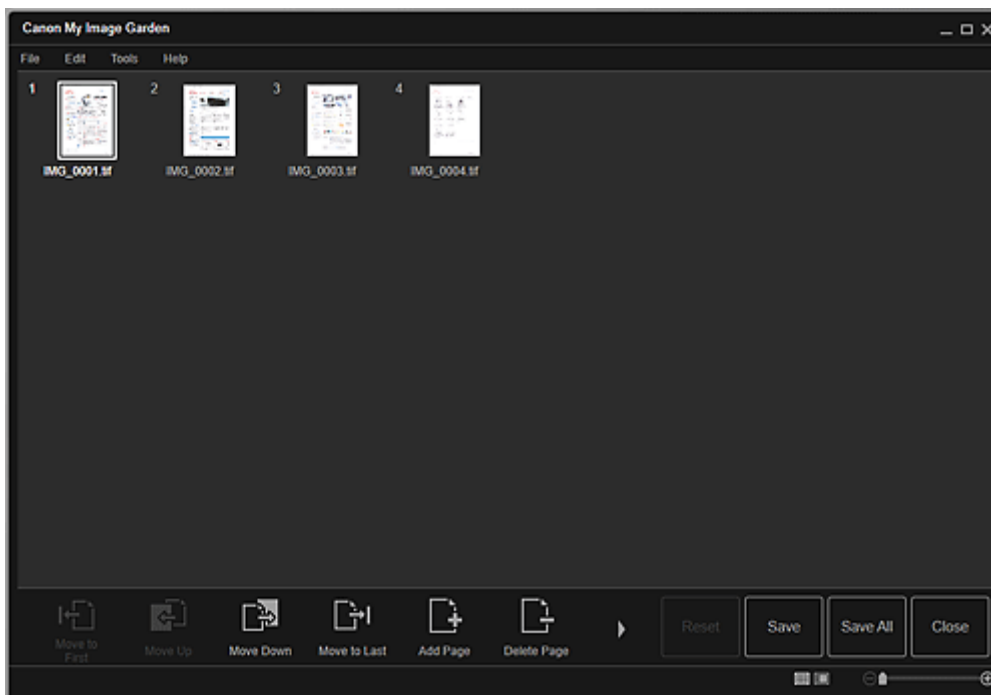 Canon My Image Garden
File Edit Tools Help
1 2 3 4
IMG_0001.tif IMG_0002.tif IMG_0003.tif IMG_0004.tif
Move to First Move Up Move Down Move to Last Add Page Delete Page Reset Save Save All Close